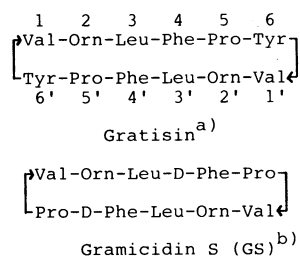 1 2 3 4 5 6
Val-Orn-Leu-Phe-Pro-Tyr
Tyr-Pro-Phe-Leu-Orn-Val
6' 5' 4' 3' 2' 1'
Gratisin a)
Val-Orn-Leu-D-Phe-Pro
Pro-D-Phe-Leu-Orn-Val
Gramicidin S (GS) b)